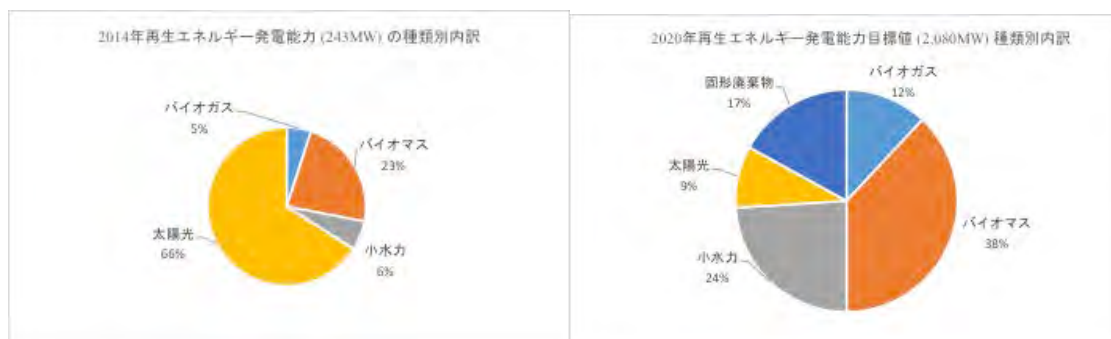 2014年再生エネルギー発電能力 (243MW) の種類別内訳
バイオガス
5%
バイオマス
23%
小水力
6%
太陽光
66%
2020年再生エネルギー発電能力目標値 (2,080MW) 種類別内訳
バイオガス
12%
バイオマス
38%
小水力
24%
太陽光
9%
固形廃棄物
17%